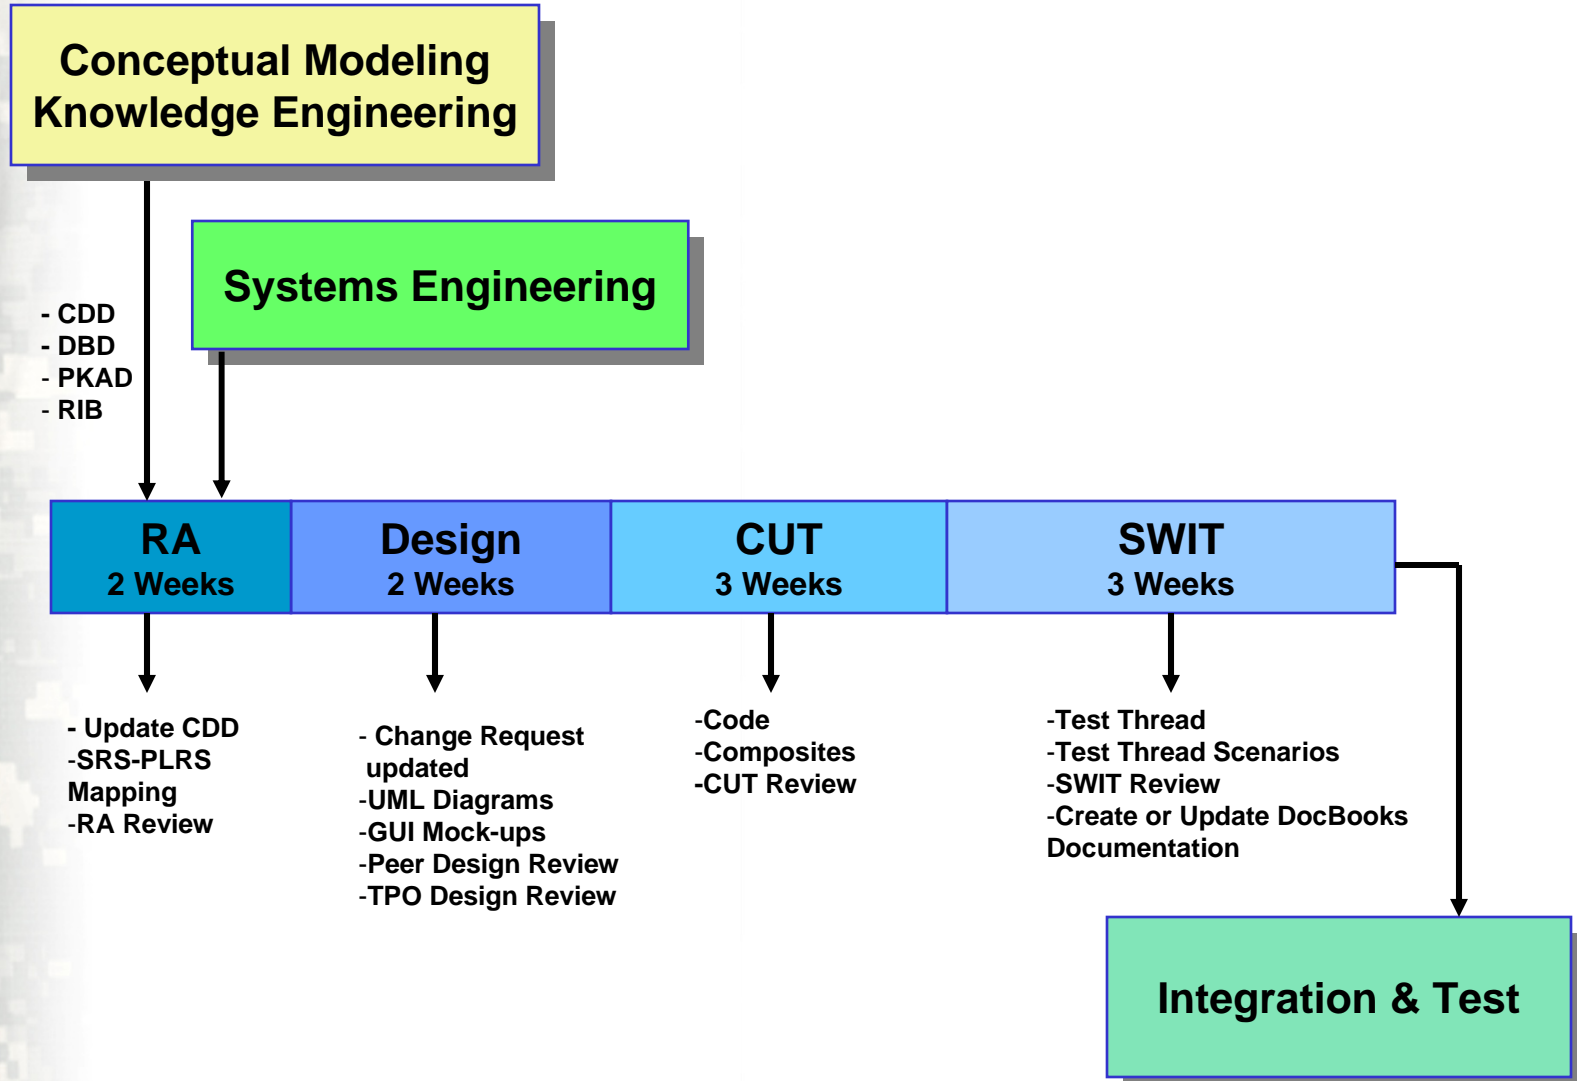 Conceptual Modeling
Knowledge Engineering
Systems Engineering
- CDD
- DBD
- PKAD
- RIB
RA
2 Weeks
Design
2 Weeks
CUT
3 Weeks
SWIT
3 Weeks
- Update CDD
-SRS-PLRS
Mapping
-RA Review
- Change Request
updated
-UML Diagrams
-GUI Mock-ups
-Peer Design Review
-TPO Design Review
-Code
-Composites
-CUT Review
-Test Thread
-Test Thread Scenarios
-SWIT Review
-Create or Update DocBooks
Documentation
Integration & Test